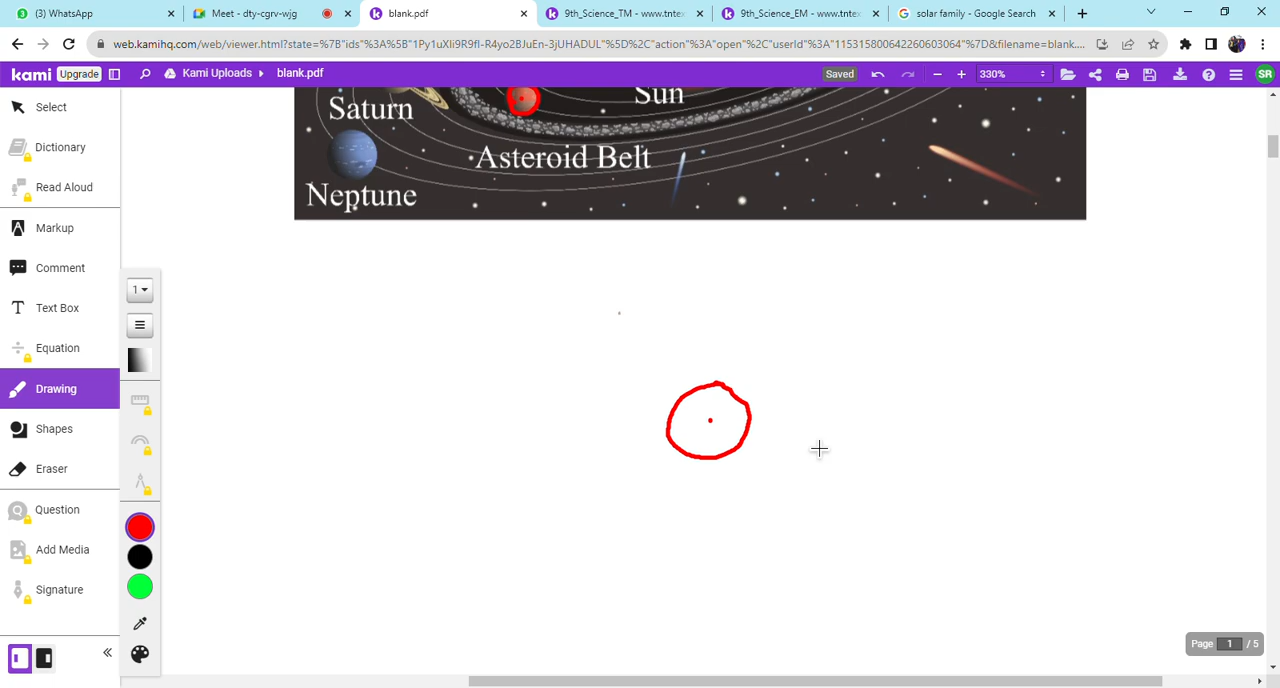 (3) WhatsApp
Meet - dty-cgrv-wjg
blank.pdf
9th_Science_TM - www.tntex
9th_Science_EM - www.tntex
solar family - Google Search
web.kamihq.com/web/viewer.html?state=%7B"ids"%3A%5B"1Py1uXIi9R9fl-R4yo2BJuEn-3jUHADUL"%5D%2C"action"%3A"open"%2C"userId"%3A"115315800642260603064"%7D&filename=blank....
kami Upgrade Kami Uploads blank.pdf Saved 330% SR
Select
Dictionary
Read Aloud
Markup
Comment
Text Box
Equation
Drawing
Shapes
Eraser
Question
Add Media
Signature
1
Saturn
Sun
Asteroid Belt
Neptune
Page 1 / 5